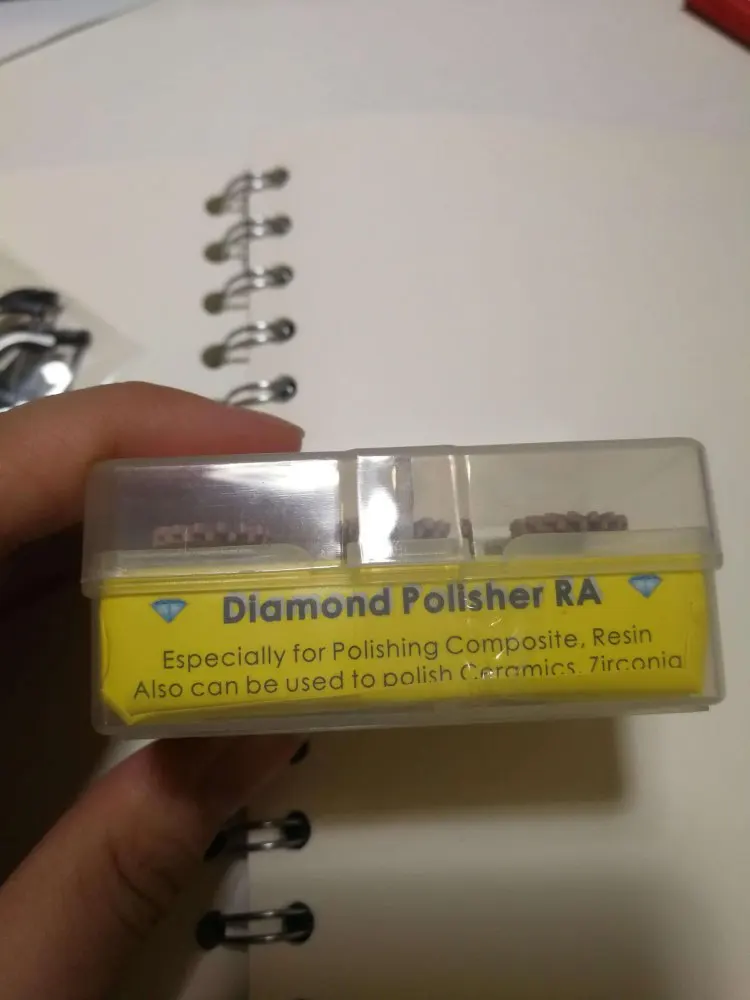 Diamond Polisher RA
Especially for Polishing Composite, Resin
Also can be used to polish Ceramics, Zirconia